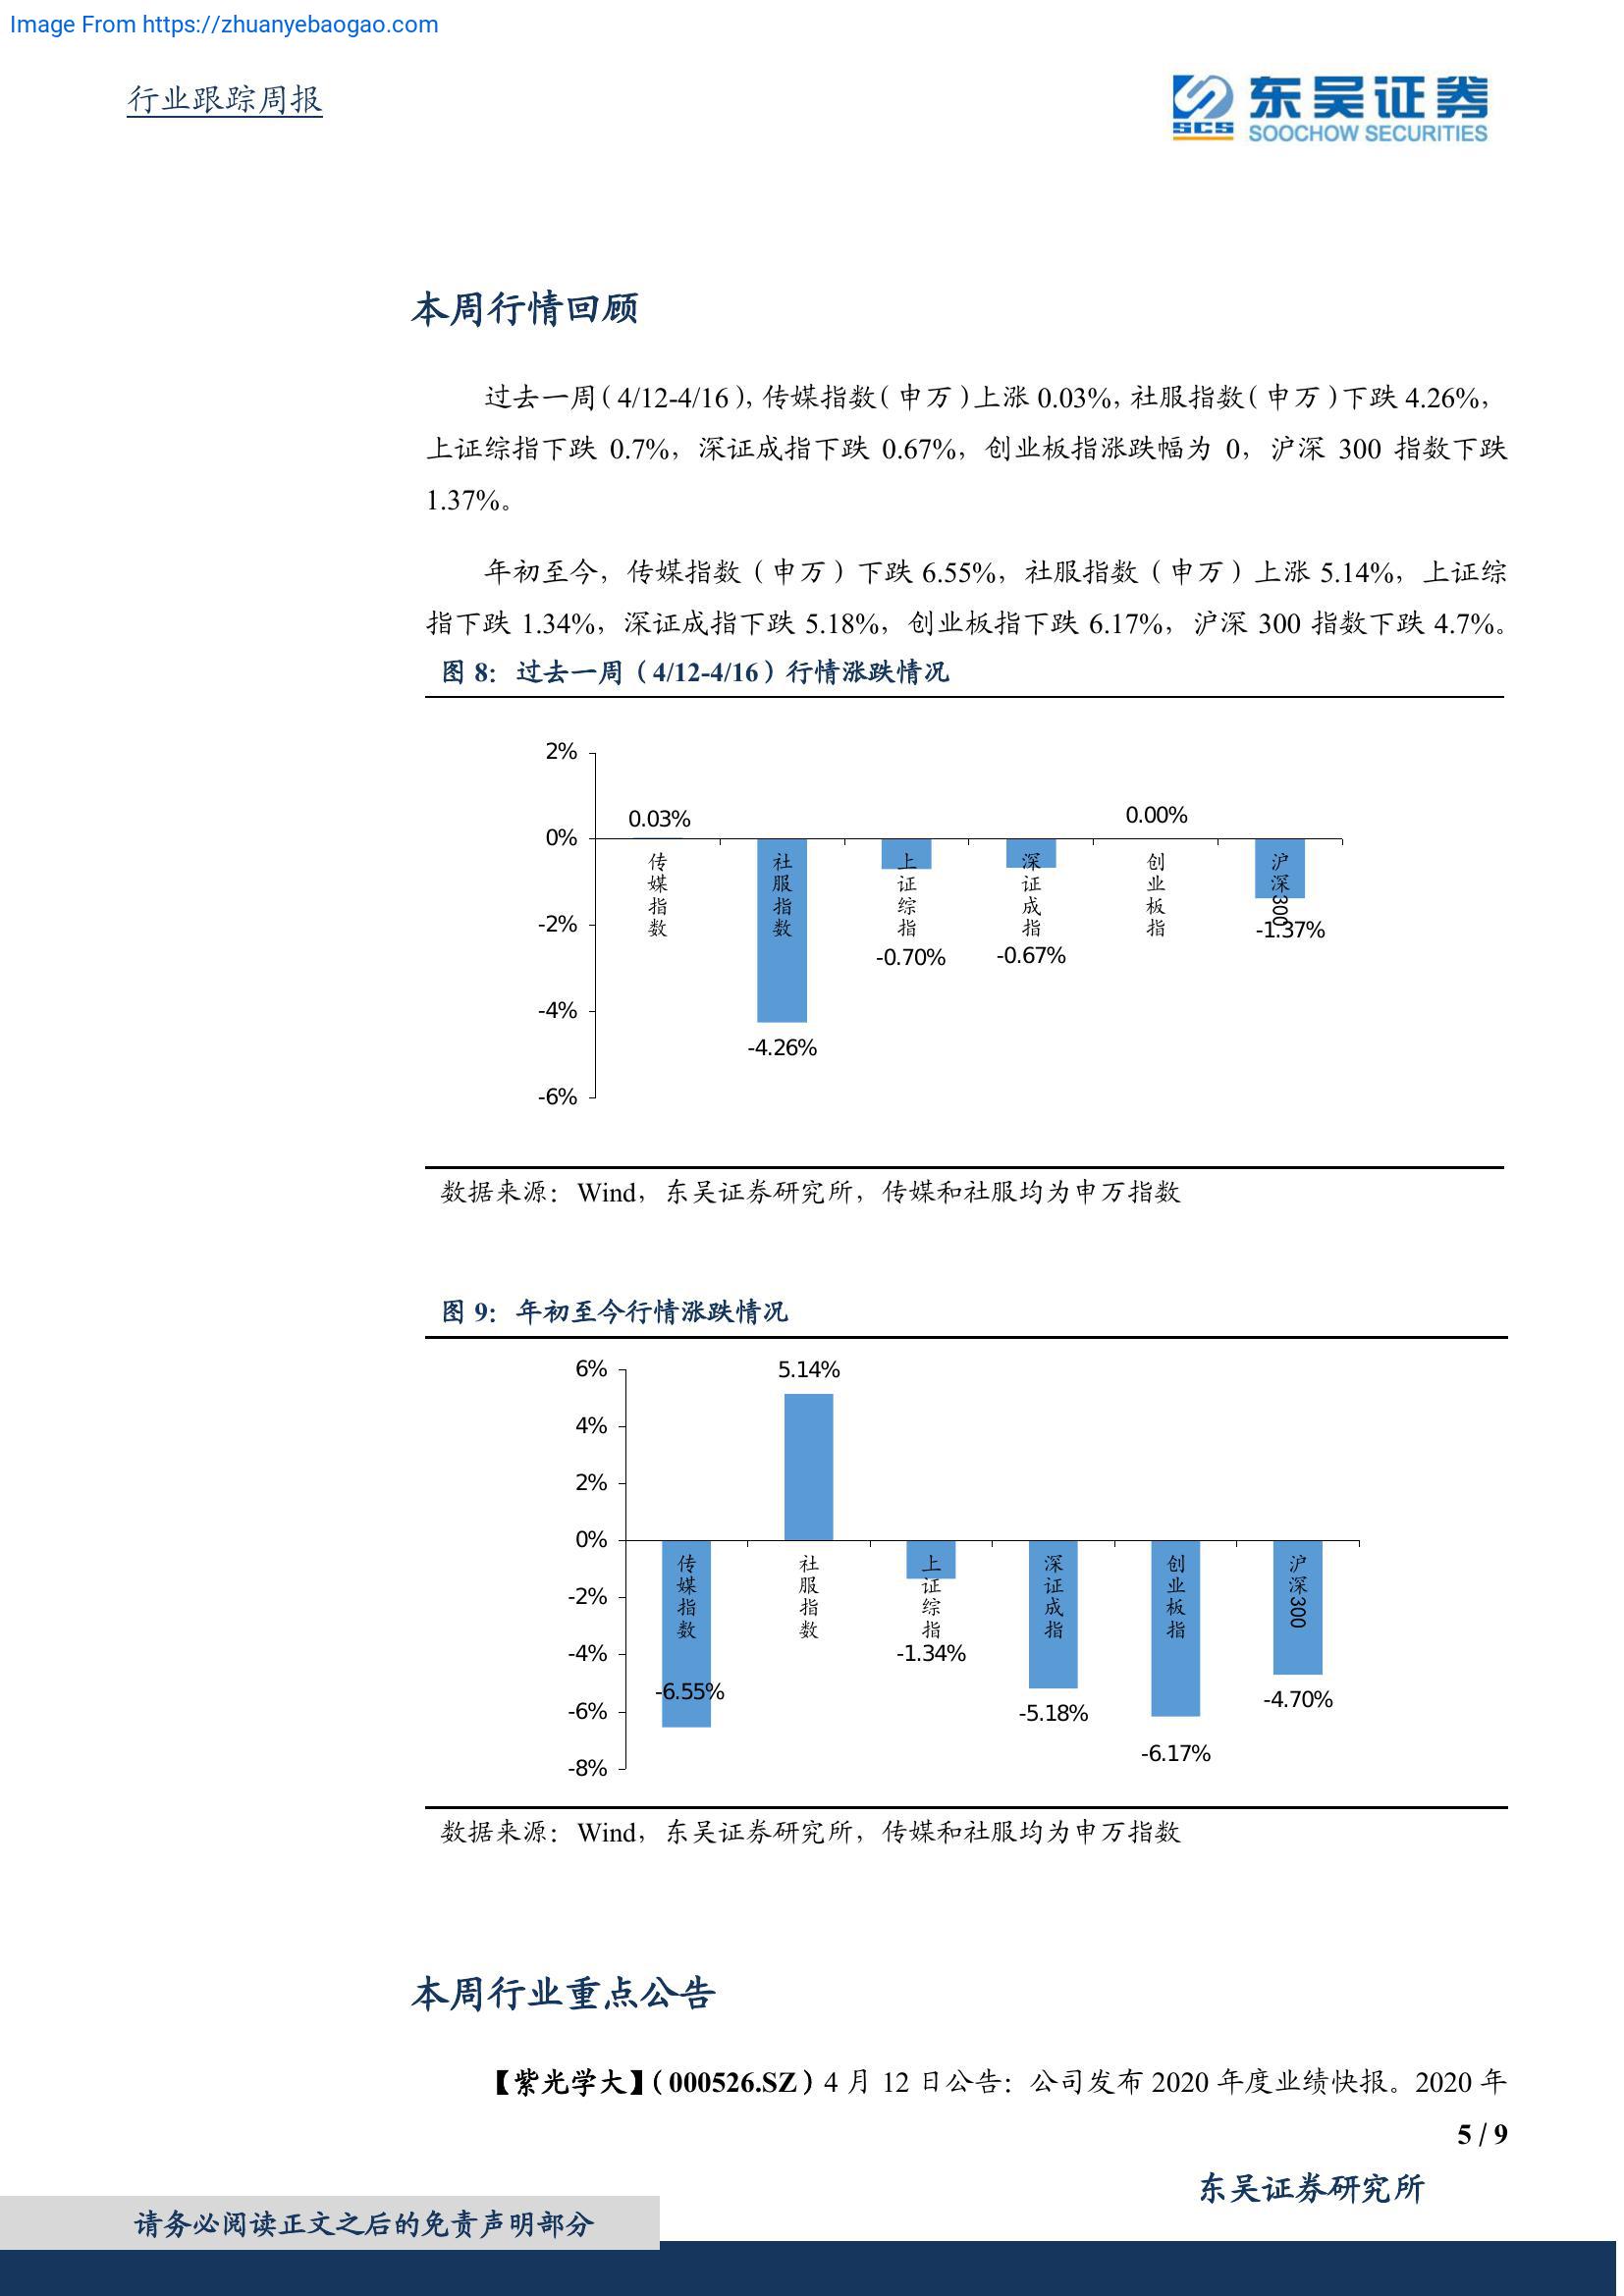 Image From https://zhuanyebaogao.com
行业跟踪周报
东吴证券
SCS
SOOCHOW SECURITIES
本周行情回顾
过去一周（4/12-4/16），传媒指数（申万）上涨 0.03%，社服指数（申万）下跌 4.26%，
上证综指下跌 0.7%，深证成指下跌 0.67%，创业板指涨跌幅为 0，沪深 300 指数下跌
1.37%。
年初至今，传媒指数（申万）下跌 6.55%，社服指数（申万）上涨 5.14%，上证综
指下跌 1.34%，深证成指下跌 5.18%，创业板指下跌 6.17%，沪深 300 指数下跌 4.7%。
图 8：过去一周（4/12-4/16）行情涨跌情况
2%
0%
-2%
-4%
-6%
0.03%
-4.26%
-0.70%
-0.67%
0.00%
-1.37%
传媒指数
社服指数
上证综指
深证成指
创业板指
沪深300
数据来源：Wind，东吴证券研究所，传媒和社服均为申万指数
图 9：年初至今行情涨跌情况
6%
4%
2%
0%
-2%
-4%
-6%
-8%
-6.55%
5.14%
-1.34%
-5.18%
-6.17%
-4.70%
传媒指数
社服指数
上证综指
深证成指
创业板指
沪深300
数据来源：Wind，东吴证券研究所，传媒和社服均为申万指数
本周行业重点公告
【紫光学大】（000526.SZ）4 月 12 日公告：公司发布 2020 年度业绩快报。2020 年
5 / 9
东吴证券研究所
请务必阅读正文之后的免责声明部分